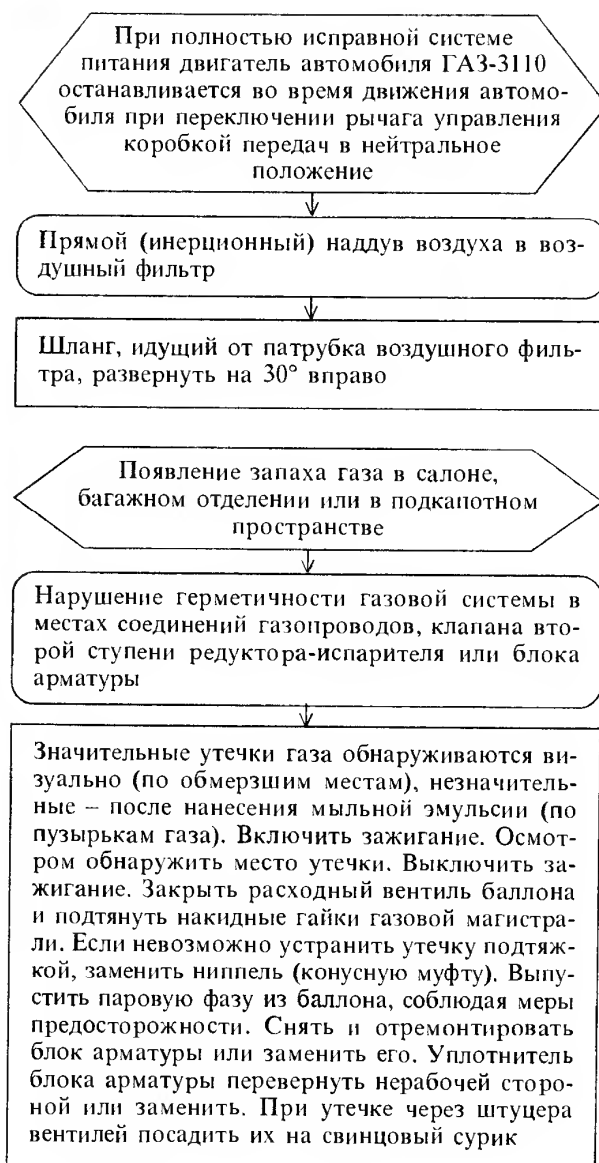 При полностью исправной системе
питания двигатель автомобиля ГАЗ-3110
останавливается во время движения автомо-
биля при переключении рычага управления
коробкой передач в нейтральное
положение
Прямой (инерционный) наддув воздуха в воз-
душный фильтр
Шланг, идущий от патрубка воздушного филь-
тра, развернуть на 30° вправо
Появление запаха газа в салоне,
багажном отделении или в подкапотном
пространстве
Нарушение герметичности газовой системы в
местах соединений газопроводов, клапана вто-
рой ступени редуктора-испарителя или блока
арматуры
Значительные утечки газа обнаруживаются ви-
зуально (по обмерзшим местам), незначитель-
ные – после нанесения мыльной эмульсии (по
пузырькам газа). Включить зажигание. Осмот-
ром обнаружить место утечки. Выключить за-
жигание. Закрыть расходный вентиль баллона
и подтянуть накидные гайки газовой магистра-
ли. Если невозможно устранить утечку подтяж-
кой, заменить ниппель (конусную муфту). Выпу-
стить паровую фазу из баллона, соблюдая меры
предосторожности. Снять и отремонтировать
блок арматуры или заменить его. Уплотнитель
блока арматуры перевернуть нерабочей сторо-
ной или заменить. При утечке через штуцера
вентилей посадить их на свинцовый сурик